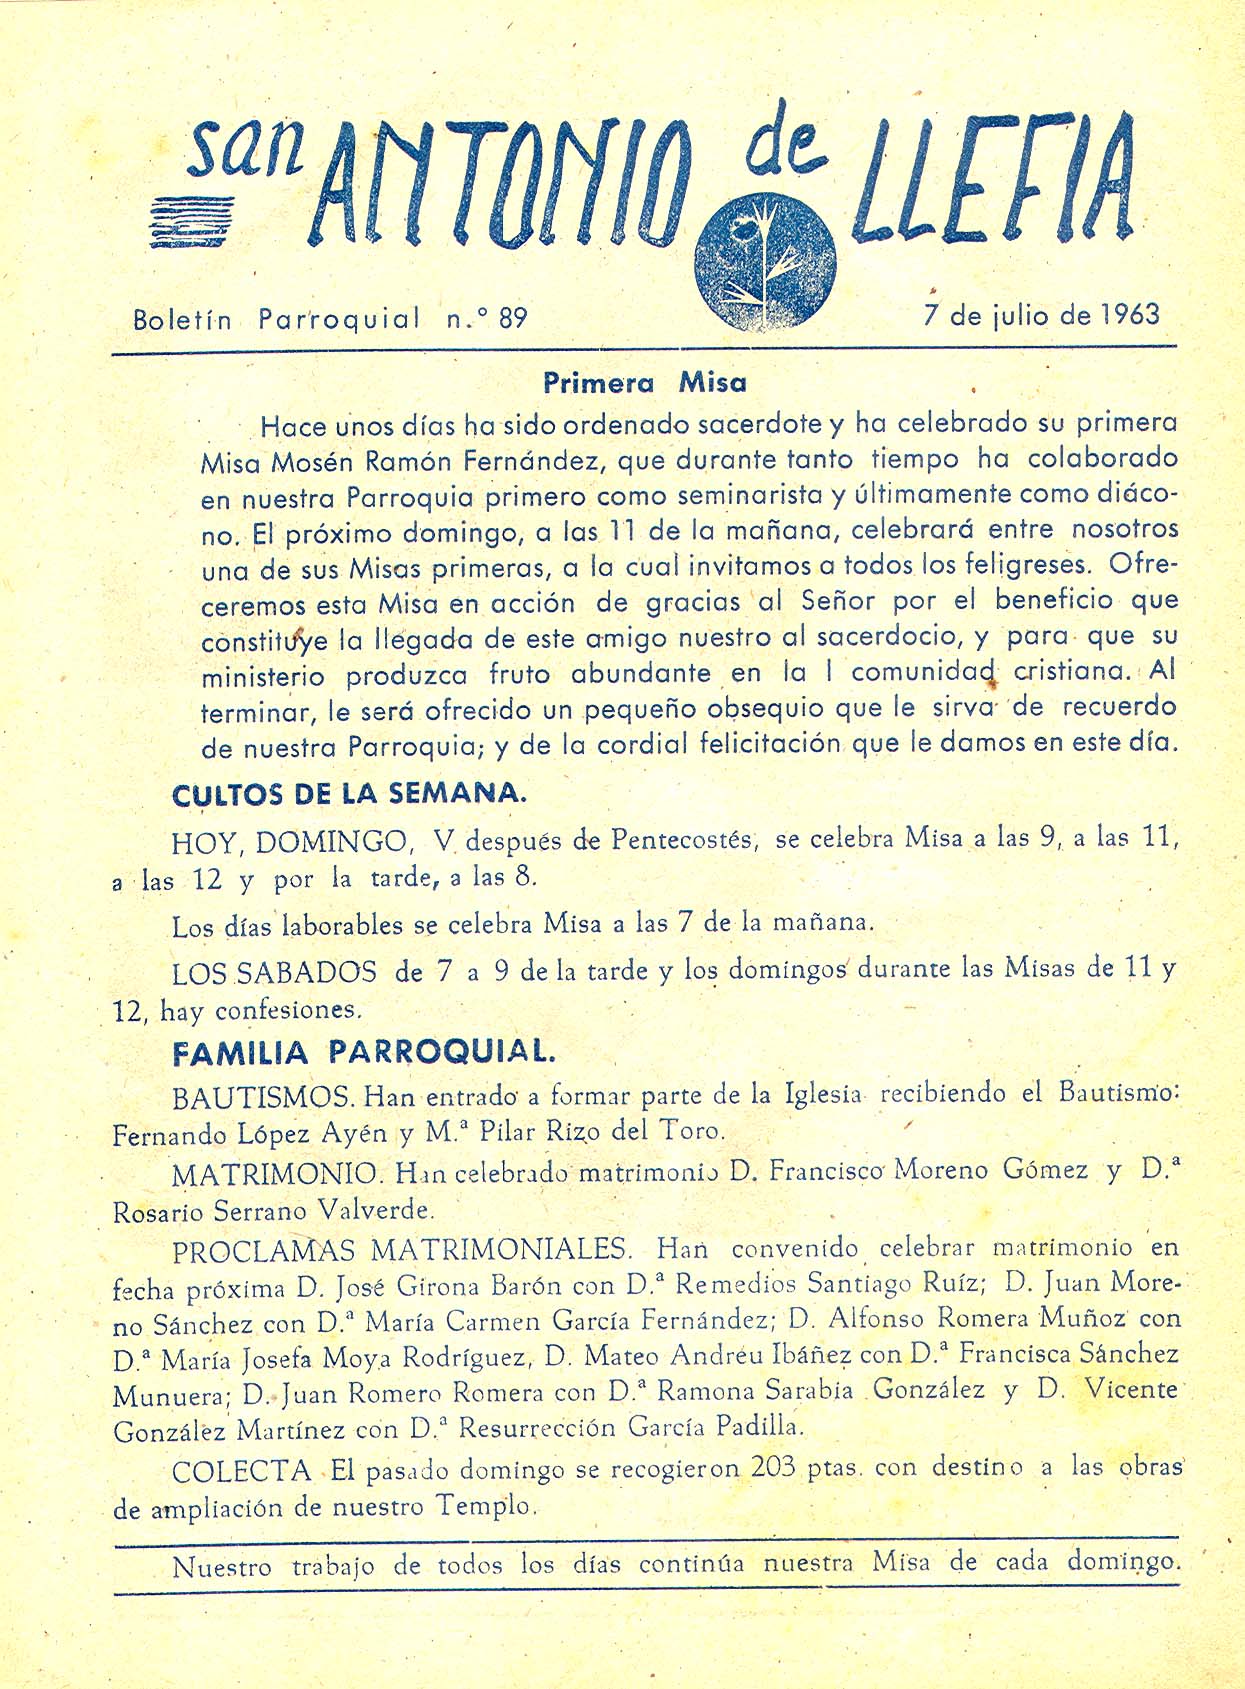 san ANTONIO de LLEFIA
Boletín Parroquial n.º 89
7 de julio de 1963
Primera Misa
Hace unos días ha sido ordenado sacerdote y ha celebrado su primera
Misa Mosén Ramón Fernández, que durante tanto tiempo ha colaborado
en nuestra Parroquia primero como seminarista y últimamente como diáco-
no. El próximo domingo, a las 11 de la mañana, celebrará entre nosotros
una de sus Misas primeras, a la cual invitamos a todos los feligreses. Ofre-
ceremos esta Misa en acción de gracias al Señor por el beneficio que
constituye la llegada de este amigo nuestro al sacerdocio, y para que su
ministerio produzca fruto abundante en la l comunidad cristiana. Al
terminar, le será ofrecido un pequeño obsequio que le sirva de recuerdo
de nuestra Parroquia; y de la cordial felicitación que le damos en este día.
CULTOS DE LA SEMANA.
HOY, DOMINGO, V después de Pentecostés, se celebra Misa a las 9, a las 11,
a las 12 y por la tarde, a las 8.
Los días laborables se celebra Misa a las 7 de la mañana.
LOS SABADOS de 7 a 9 de la tarde y los domingos durante las Misas de 11 y
12, hay confesiones.
FAMILIA PARROQUIAL.
BAUTISMOS. Han entrado a formar parte de la Iglesia recibiendo el Bautismo:
Fernando López Ayén y M.ª Pilar Rizo del Toro.
MATRIMONIO. Han celebrado matrimonio D. Francisco Moreno Gómez y D.ª
Rosario Serrano Valverde.
PROCLAMAS MATRIMONIALES. Han convenido celebrar matrimonio en
fecha próxima D. José Girona Barón con D.ª Remedios Santiago Ruíz; D. Juan More-
no Sánchez con D.ª María Carmen García Fernández; D. Alfonso Romera Muñoz con
D.ª María Josefa Moya Rodríguez, D. Mateo Andréu Ibáñez con D.ª Francisca Sánchez
Munuera; D. Juan Romero Romera con D.ª Ramona Sarabia González y D. Vicente
González Martínez con D.ª Resurrección García Padilla.
COLECTA El pasado domingo se recogieron 203 ptas. con destino a las obras
de ampliación de nuestro Templo.
Nuestro trabajo de todos los días continúa nuestra Misa de cada domingo.